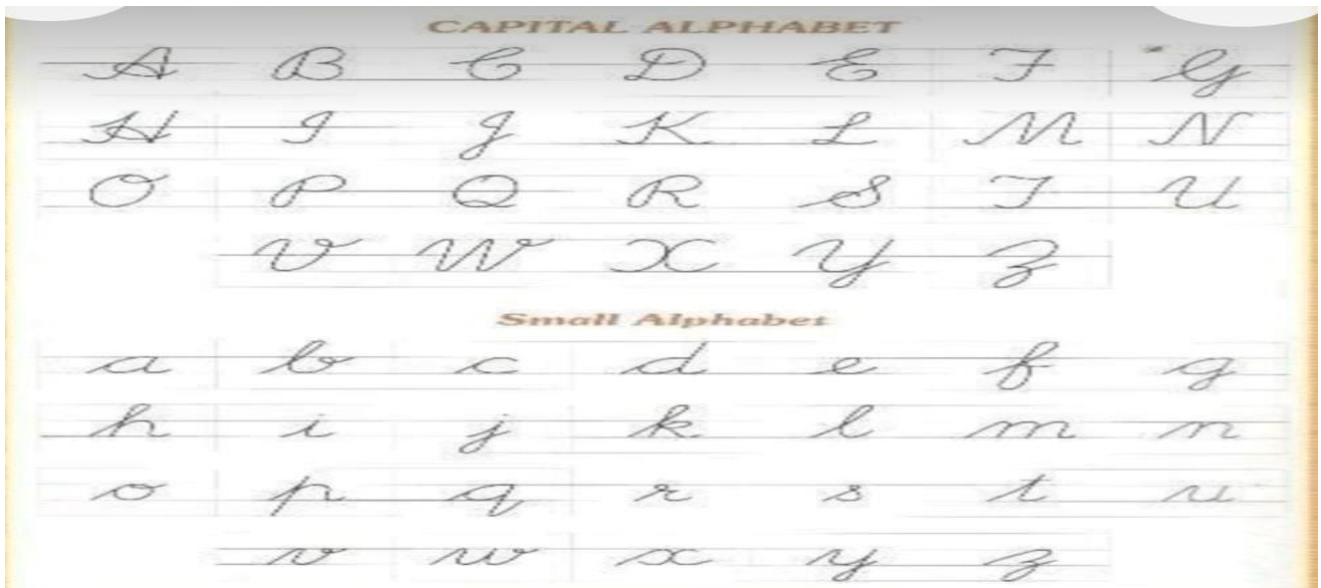 CAPITAL ALPHABET
A B C D E F G
H I J K L M N
O P Q R S T U
V W X Y Z
Small Alphabet
a b c d e f g
h i j k l m n
o p q r s t u
v w x y z